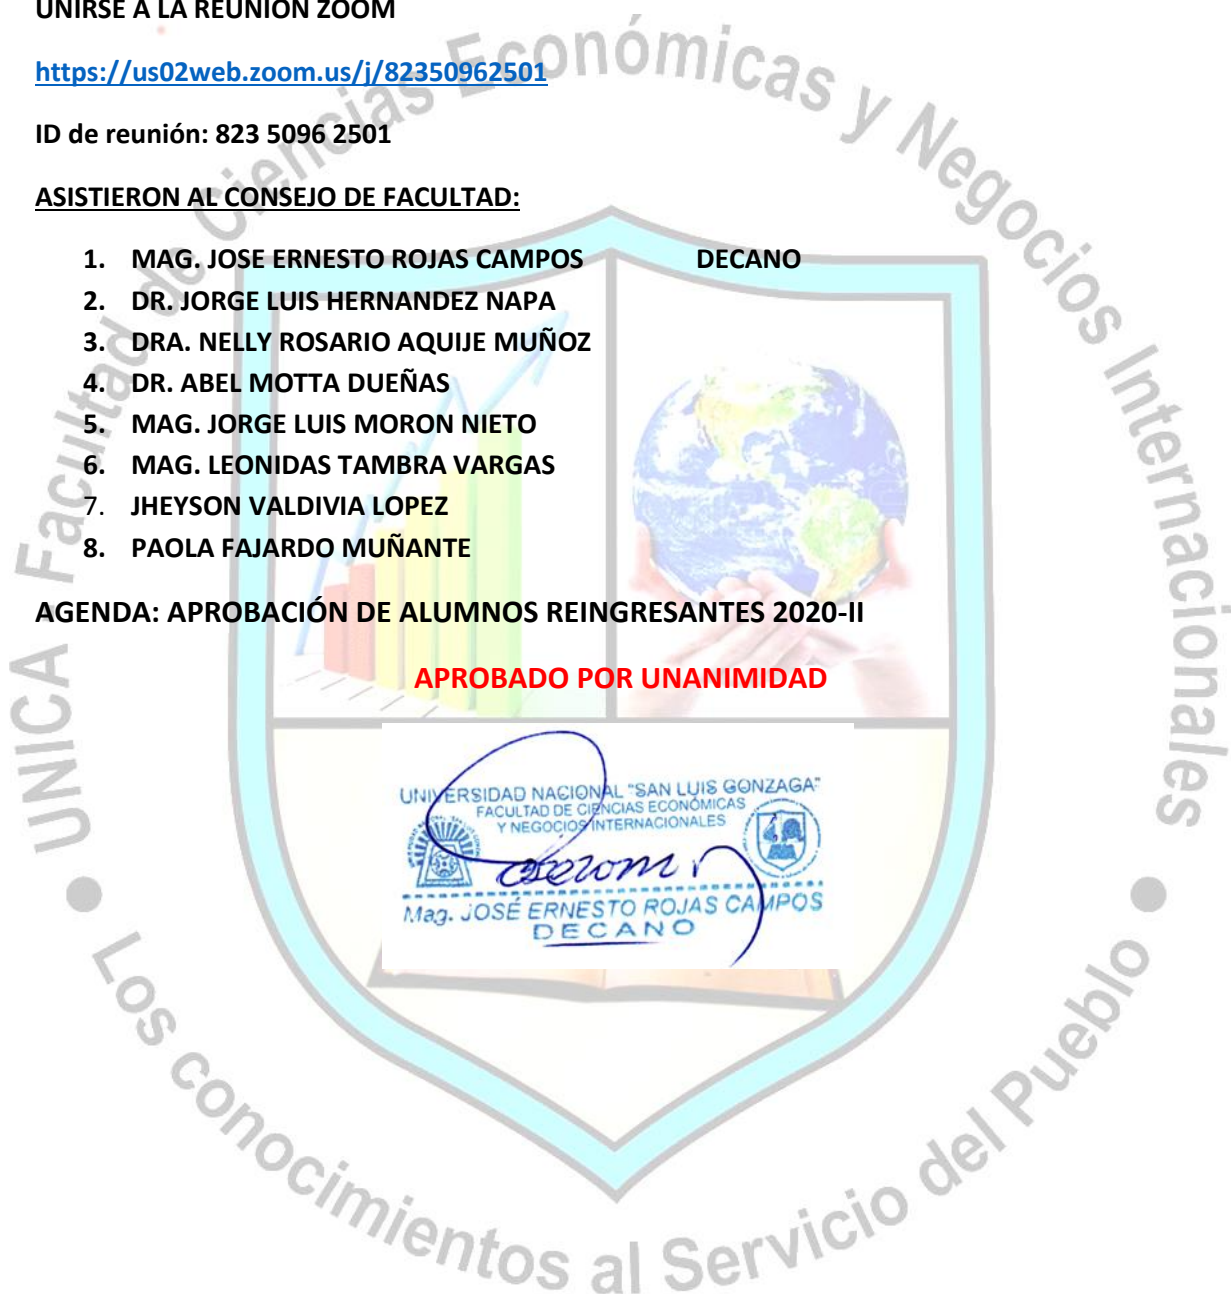 UNIRSE A LA REUNIÓN ZOOM
https://us02web.zoom.us/j/82350962501
ID de reunión: 823 5096 2501
ASISTIERON AL CONSEJO DE FACULTAD:
1. MAG. JOSE ERNESTO ROJAS CAMPOS DECANO
2. DR. JORGE LUIS HERNANDEZ NAPA
3. DRA. NELLY ROSARIO AQUIJE MUÑOZ
4. DR. ABEL MOTTA DUEÑAS
5. MAG. JORGE LUIS MORON NIETO
6. MAG. LEONIDAS TAMBRA VARGAS
7. JHEYSON VALDIVIA LOPEZ
8. PAOLA FAJARDO MUÑANTE
AGENDA: APROBACIÓN DE ALUMNOS REINGRESANTES 2020-II
APROBADO POR UNANIMIDAD
UNIVERSIDAD NACIONAL "SAN LUIS GONZAGA"
FACULTAD DE CIENCIAS ECONÓMICAS
Y NEGOCIOS INTERNACIONALES
Mag. JOSÉ ERNESTO ROJAS CAMPOS
DECANO
UNICA - Facultad de Ciencias Económicas y Negocios Internacionales
Los conocimientos al Servicio del Pueblo